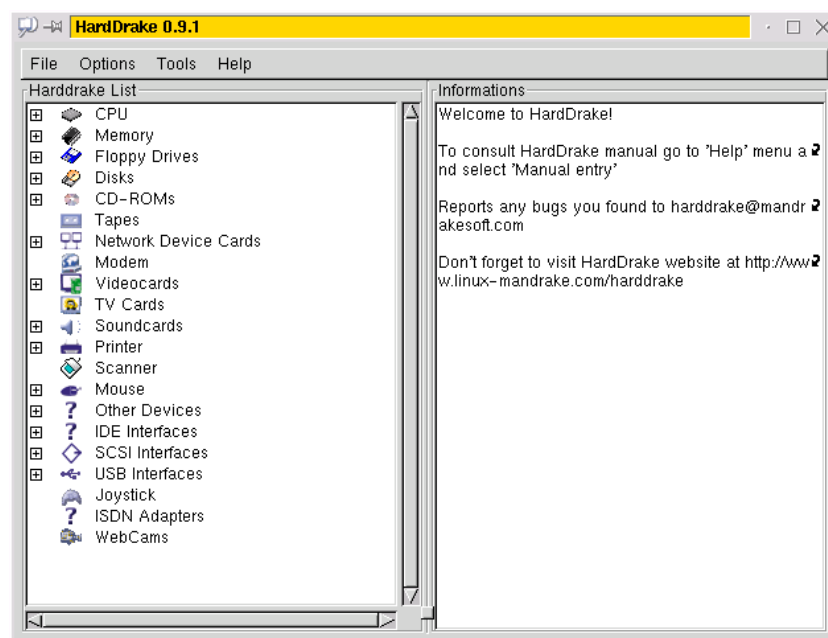 HardDrake 0.9.1
File Options Tools Help
Harddrake List
CPU
Memory
Floppy Drives
Disks
CD-ROMs
Tapes
Network Device Cards
Modem
Videocards
TV Cards
Soundcards
Printer
Scanner
Mouse
Other Devices
IDE Interfaces
SCSI Interfaces
USB Interfaces
Joystick
ISDN Adapters
WebCams
Informations
Welcome to HardDrake!
To consult HardDrake manual go to 'Help' menu a
nd select 'Manual entry'
Reports any bugs you found to harddrake@mandr
akesoft.com
Don't forget to visit HardDrake website at http://ww
w.linux-mandrake.com/harddrake